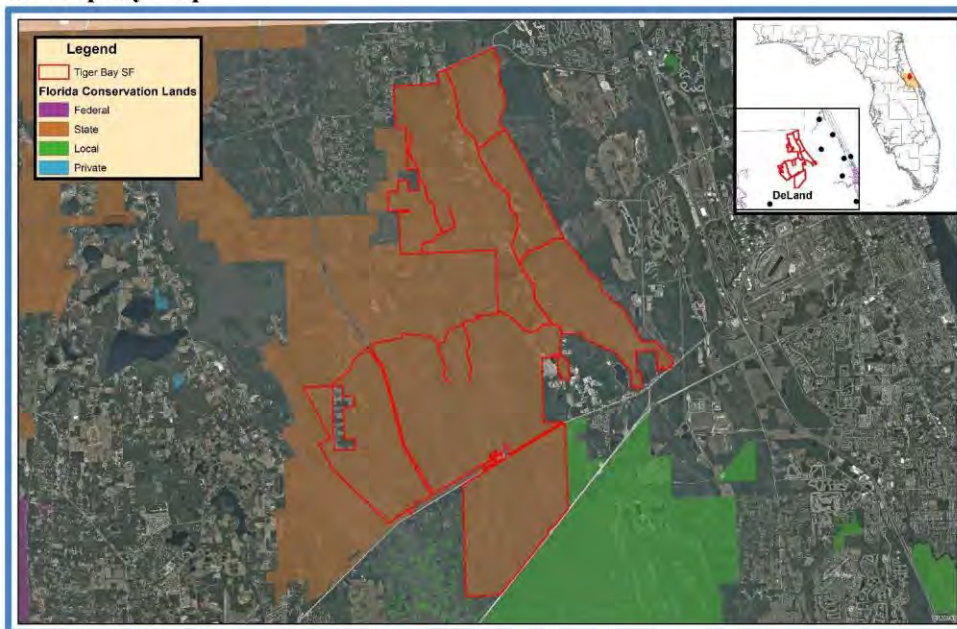 Legend
Tiger Bay SF
Florida Conservation Lands
Federal
State
Local
Private
DeLand